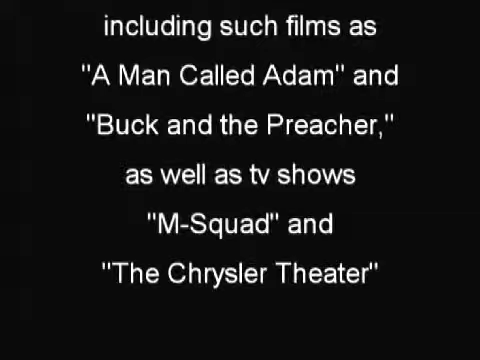 including such films as
"A Man Called Adam" and
"Buck and the Preacher,"
as well as tv shows
"M-Squad" and
"The Chrysler Theater"